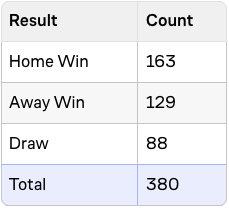 Result Count
Home Win 163
Away Win 129
Draw 88
Total 380